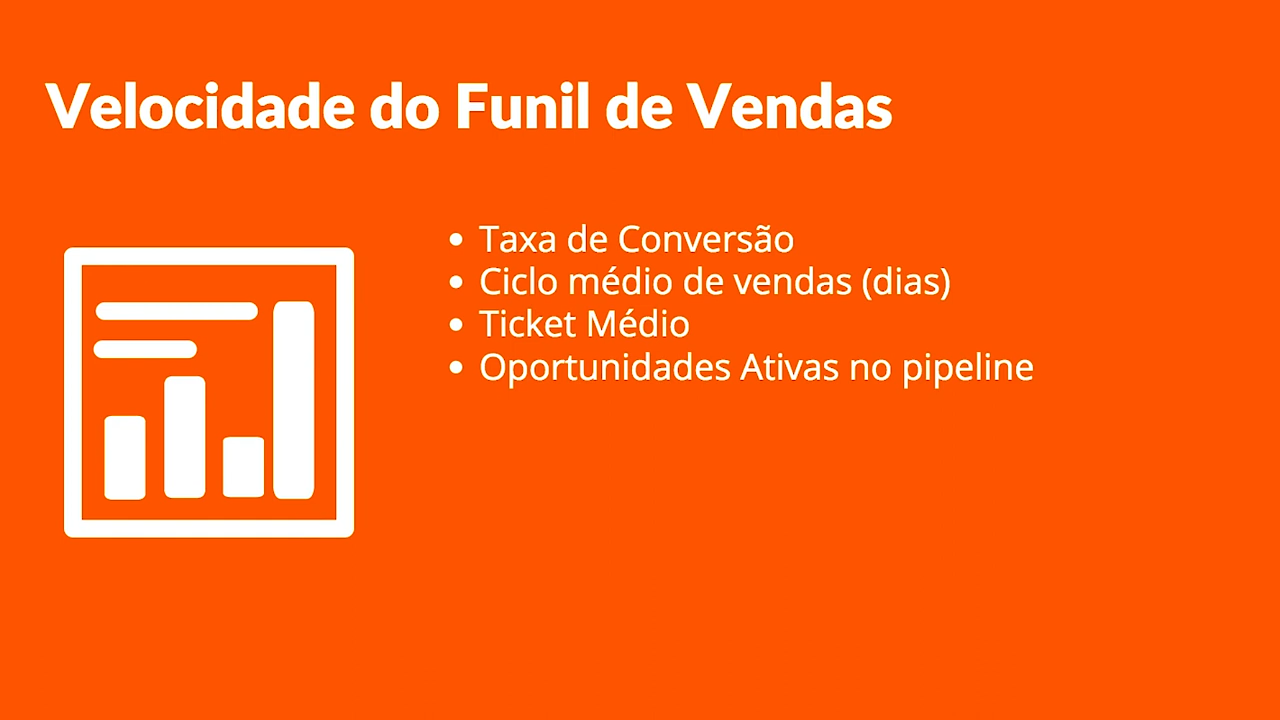 Velocidade do Funil de Vendas
• Taxa de Conversão
• Ciclo médio de vendas (dias)
• Ticket Médio
• Oportunidades Ativas no pipeline